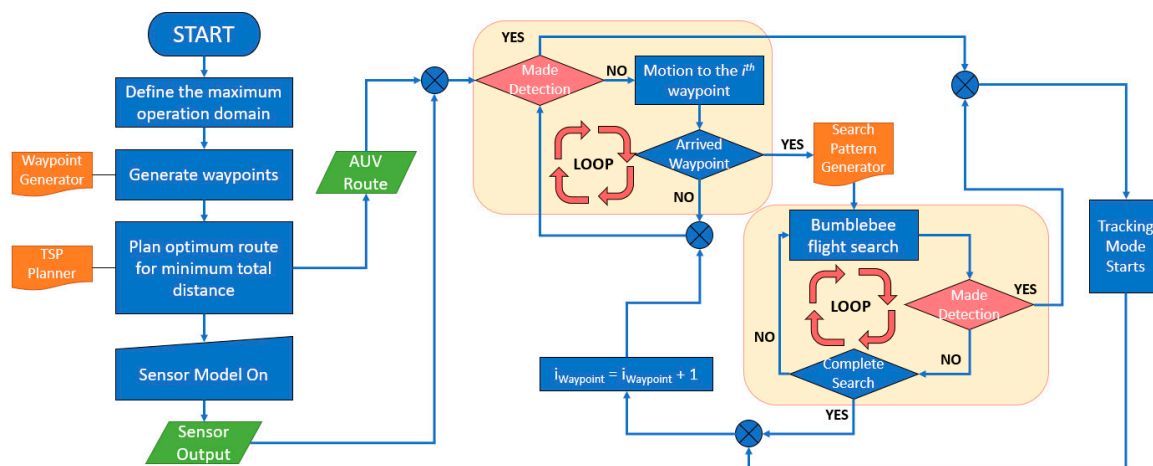 START
Define the maximum
operation domain
Waypoint
Generator
Generate waypoints
TSP
Planner
Plan optimum route
for minimum total
distance
Sensor Model On
Sensor
Output
AUV
Route
YES
Made
Detection
NO
Motion to the ith
waypoint
LOOP
Arrived
Waypoint
YES
NO
Search
Pattern
Generator
Bumblebee
flight search
LOOP
Made
Detection
YES
NO
NO
Complete
Search
YES
iWaypoint = iWaypoint + 1
Tracking
Mode
Starts